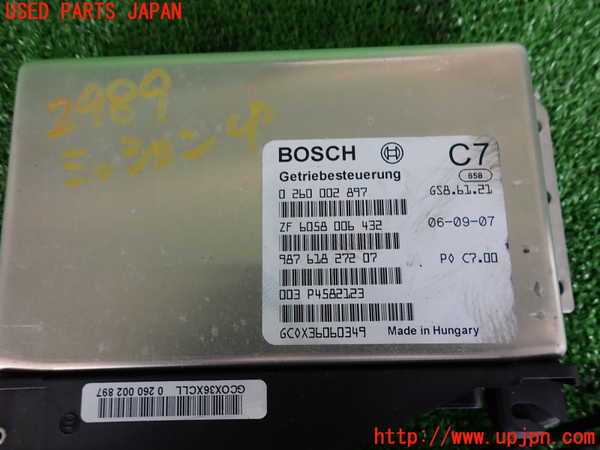 USED PARTS JAPAN
2989
ミッション
BOSCH
C7
Getriebesteuerung
658
0 260 002 897
GS8.61.21
ZF 6058 006 432
06-09-07
987 618 272 07
P0 C7.00
003 P4582123
GC0X36060349
Made in Hungary
GC0X36XCLL 0 260 002 897
http://www.upjpn.com/